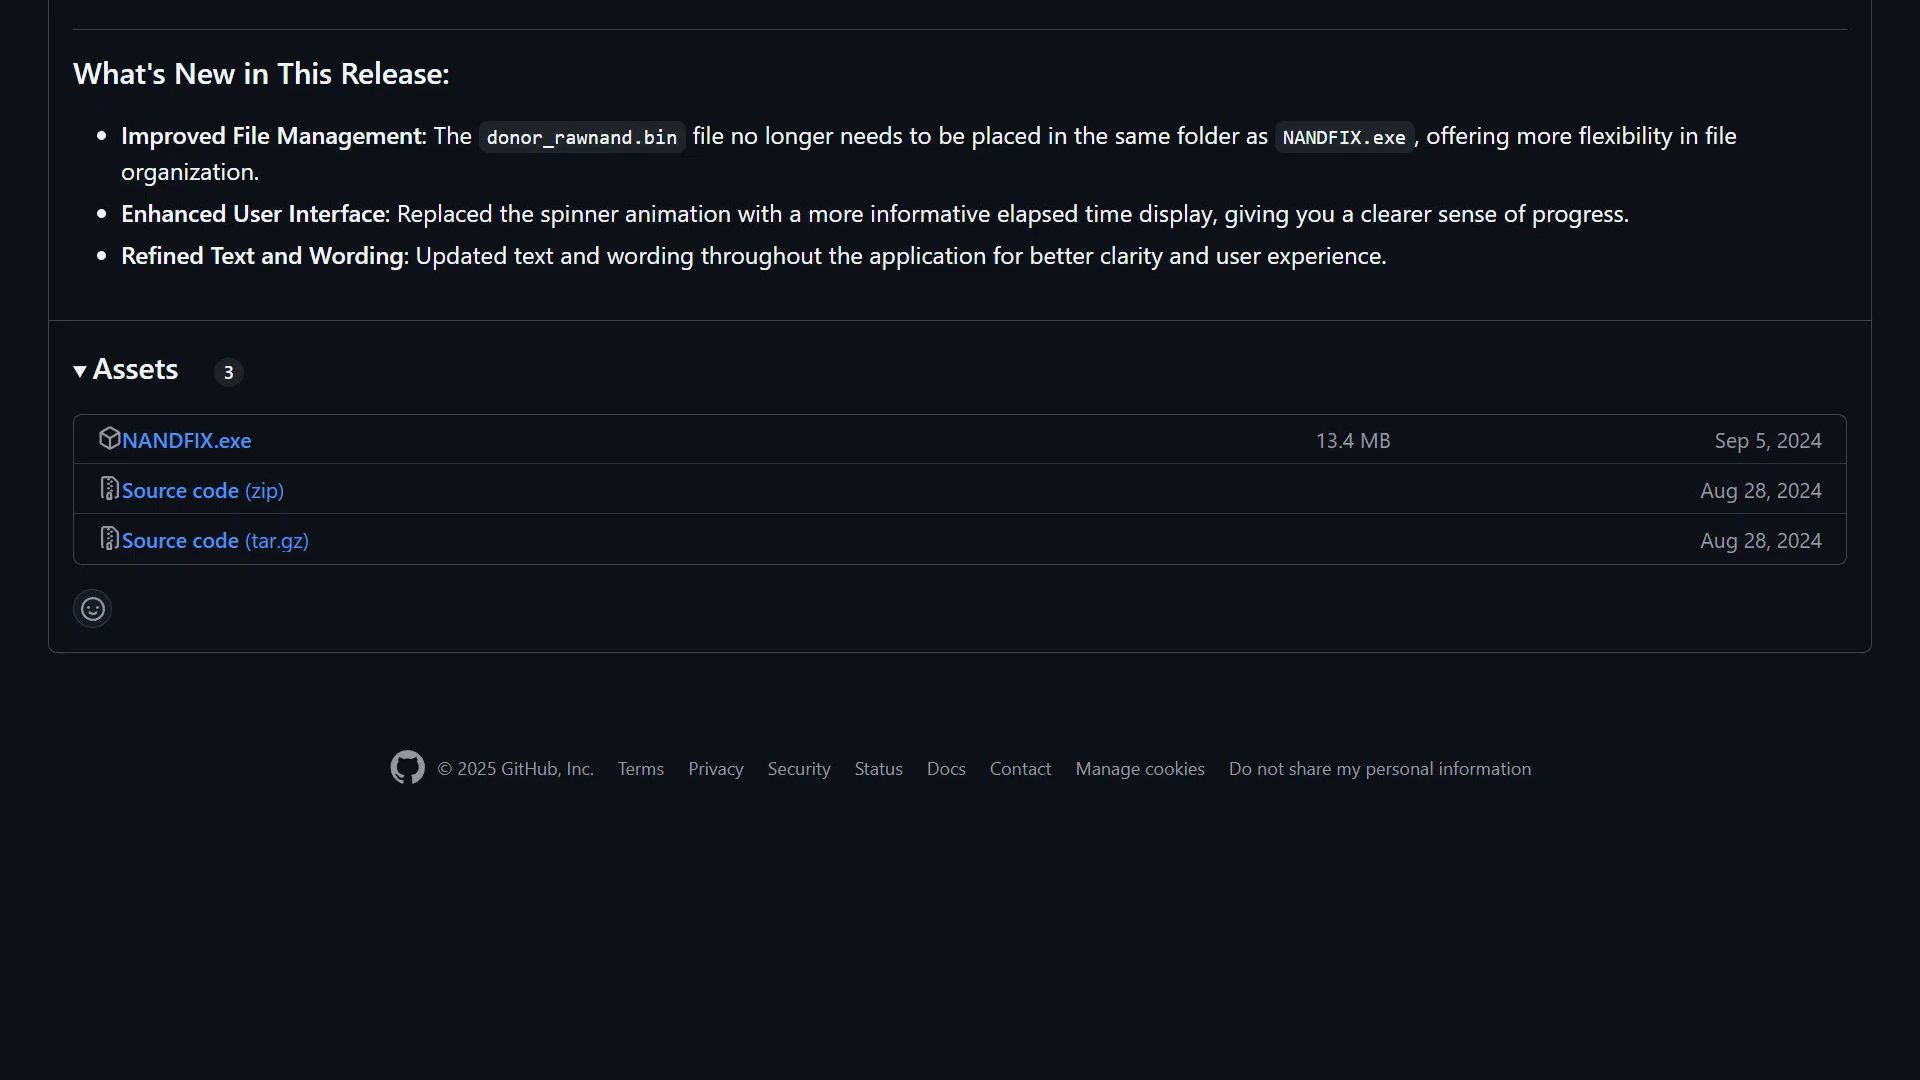 What's New in This Release:
Improved File Management: The donor_rawnand.bin file no longer needs to be placed in the same folder as NANDFIX.exe, offering more flexibility in file
organization.
Enhanced User Interface: Replaced the spinner animation with a more informative elapsed time display, giving you a clearer sense of progress.
Refined Text and Wording: Updated text and wording throughout the application for better clarity and user experience.
Assets 3
NANDFIX.exe 13.4 MB Sep 5, 2024
Source code (zip) Aug 28, 2024
Source code (tar.gz) Aug 28, 2024
© 2025 GitHub, Inc. Terms Privacy Security Status Docs Contact Manage cookies Do not share my personal information